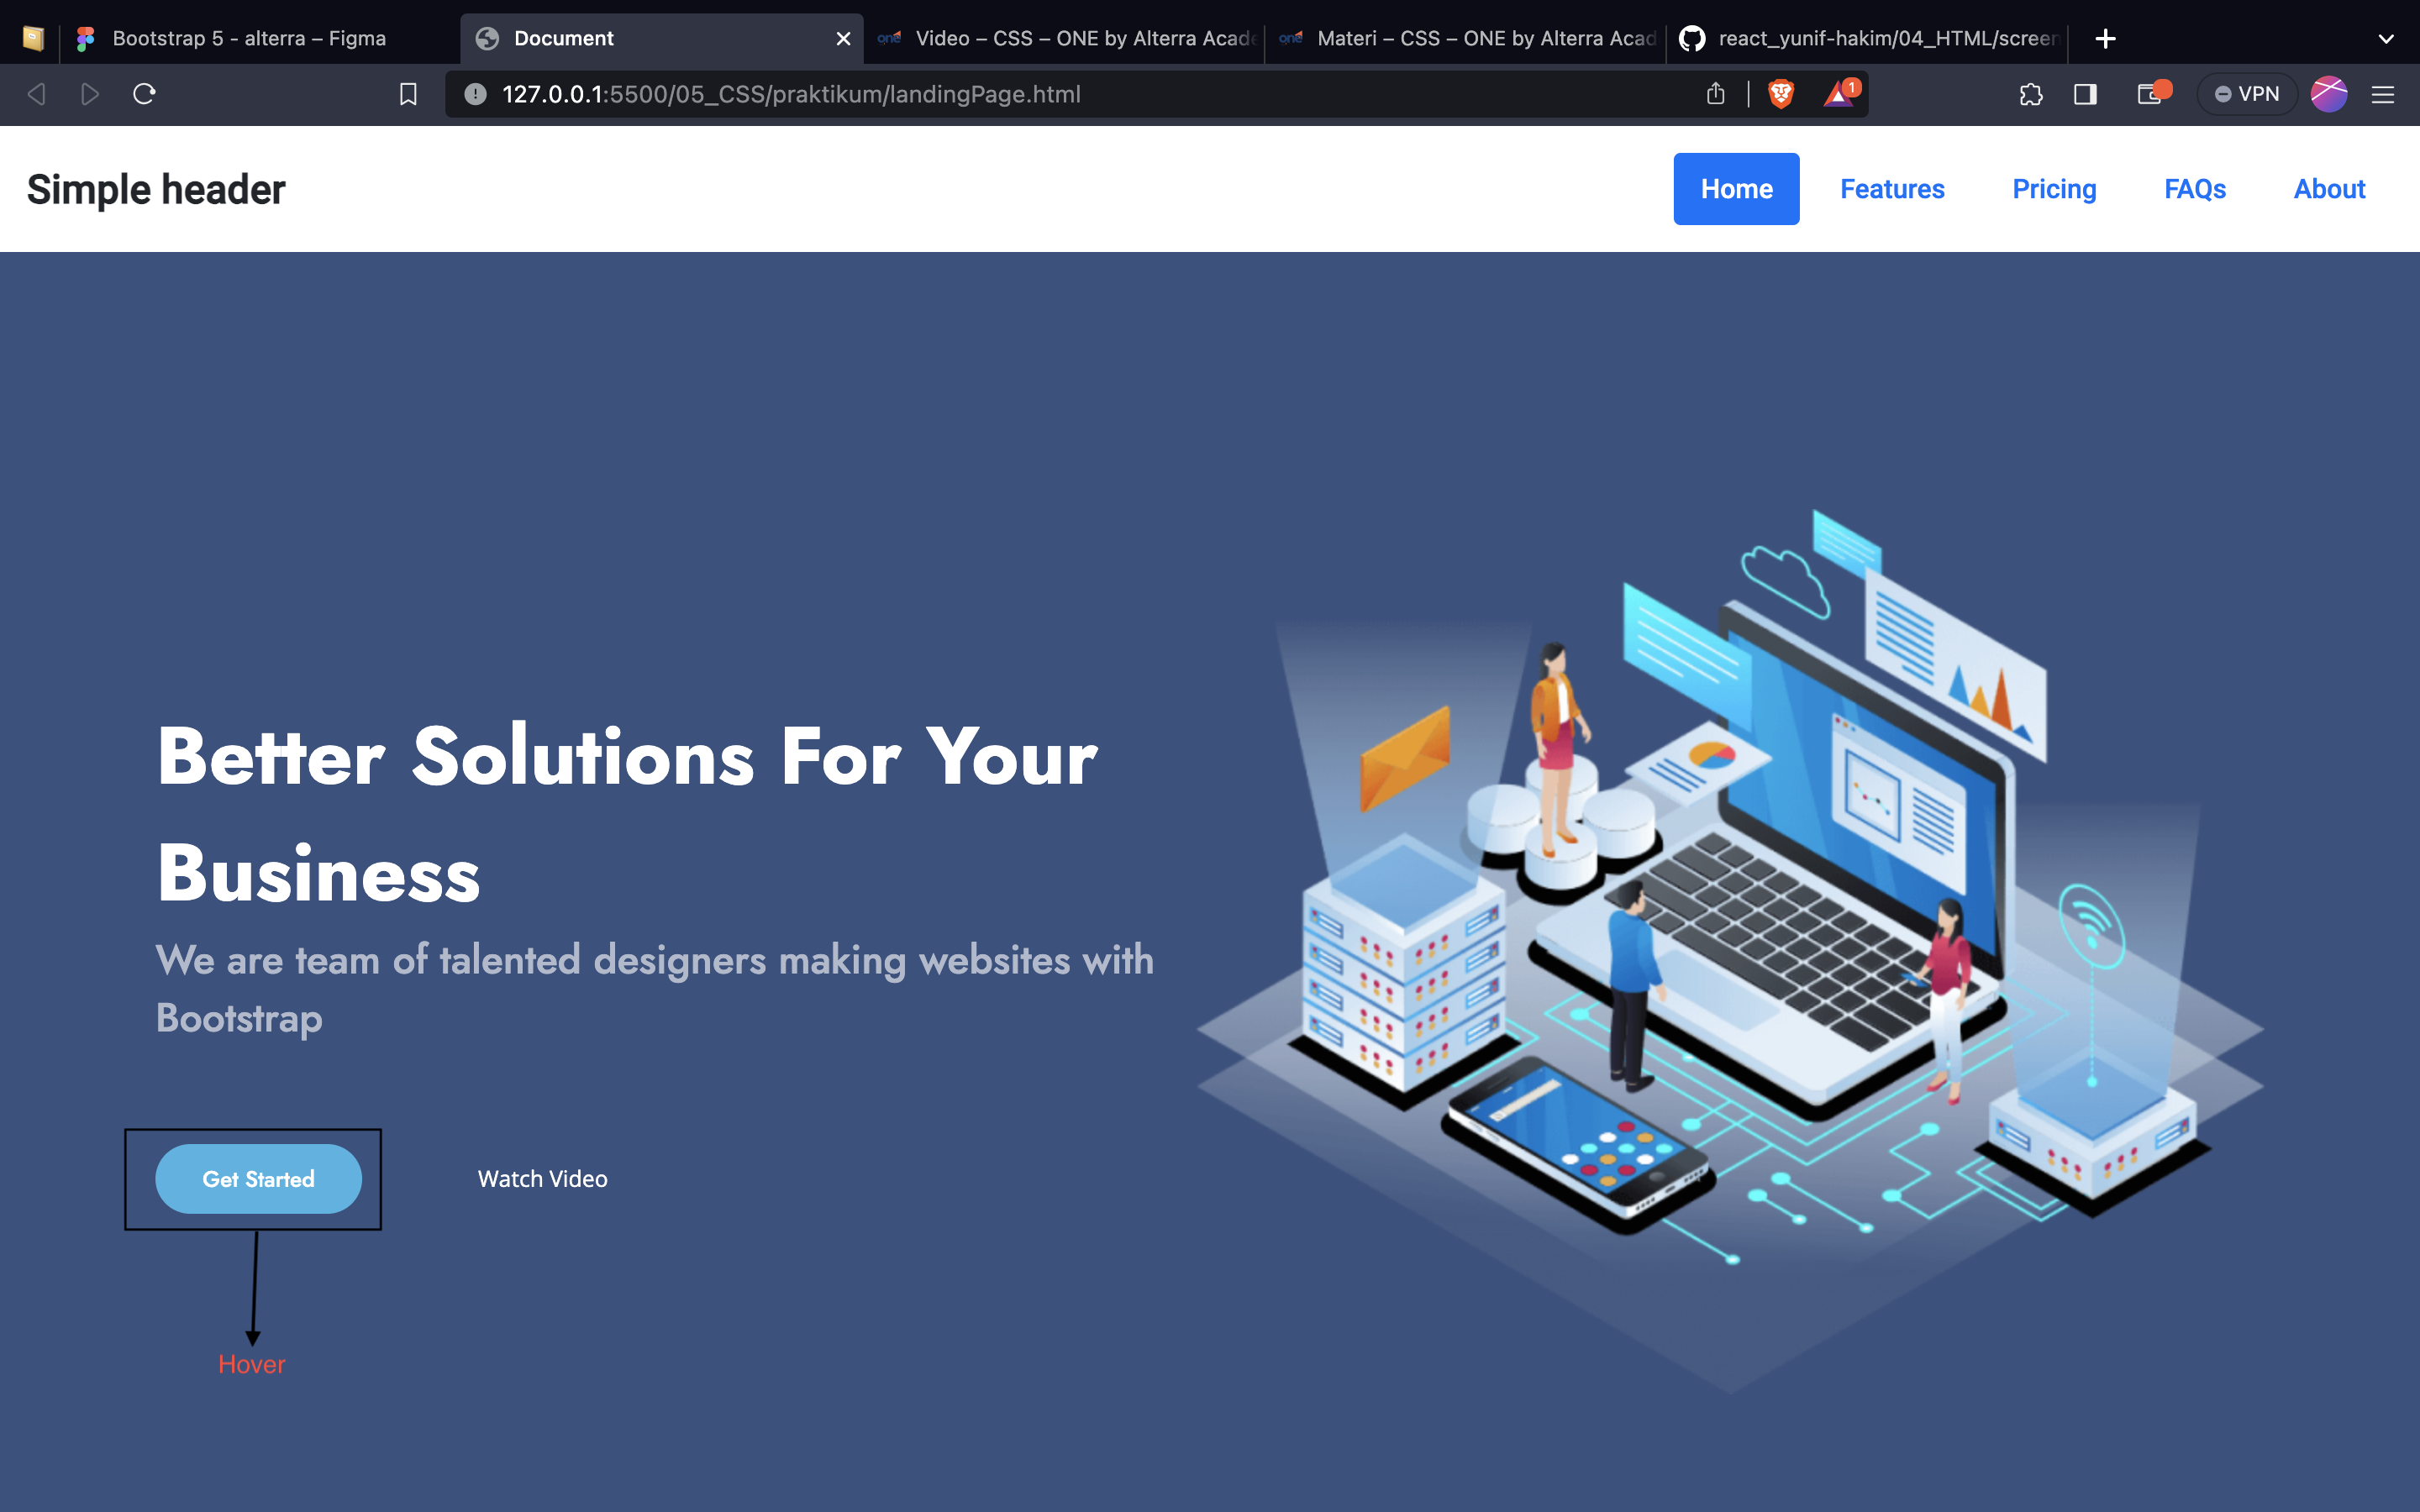 Bootstrap 5 - alterra – Figma
Document
one
Video – CSS – ONE by Alterra Acade
one
Materi – CSS – ONE by Alterra Acad
react_yunif-hakim/04_HTML/screen
127.0.0.1:5500/05_CSS/praktikum/landingPage.html
1
VPN
Simple header
Home
Features
Pricing
FAQs
About
Better Solutions For Your
Business
We are team of talented designers making websites with
Bootstrap
Get Started
Watch Video
Hover